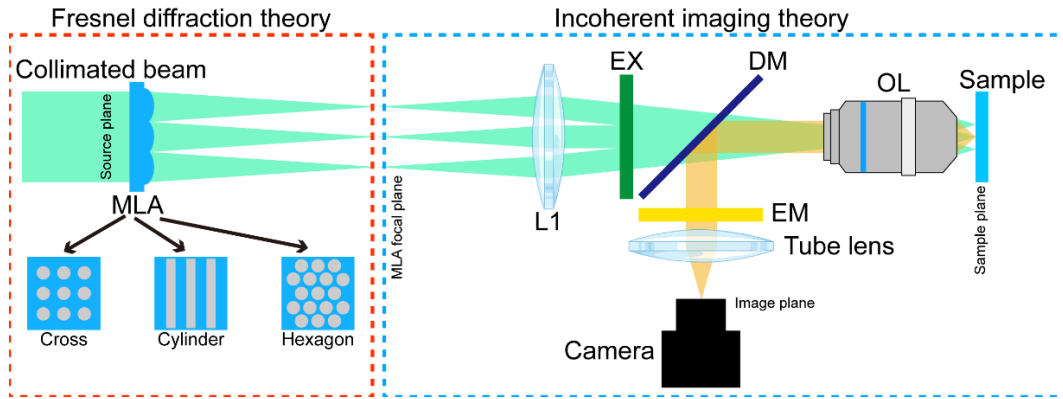 Fresnel diffraction theory
Incoherent imaging theory
Collimated beam
Source plane
MLA
Cross
Cylinder
Hexagon
MLA focal plane
L1
EX
DM
OL
Sample
Sample plane
EM
Tube lens
Image plane
Camera